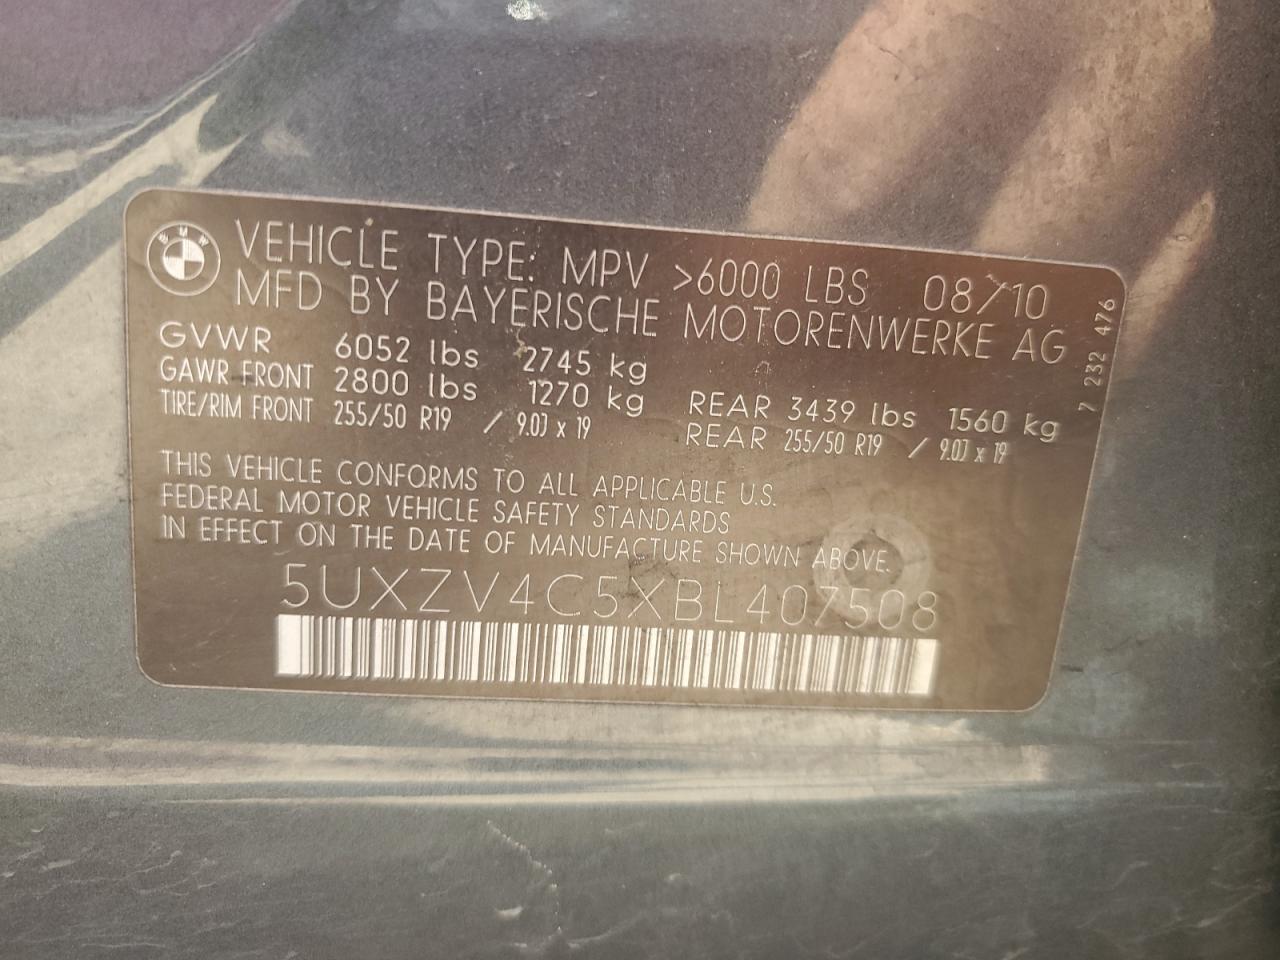 BMW
VEHICLE TYPE: MPV >6000 LBS 08/10
MFD BY BAYERISCHE MOTORENWERKE AG
GVWR 6052 lbs 2745 kg
GAWR FRONT 2800 lbs 1270 kg REAR 3439 lbs 1560 kg
TIRE/RIM FRONT 255/50 R19 / 9.0J x 19 REAR 255/50 R19 / 9.0J x 19
THIS VEHICLE CONFORMS TO ALL APPLICABLE U.S.
FEDERAL MOTOR VEHICLE SAFETY STANDARDS
IN EFFECT ON THE DATE OF MANUFACTURE SHOWN ABOVE.
5UXZV4C5XBL407508
7 232 476